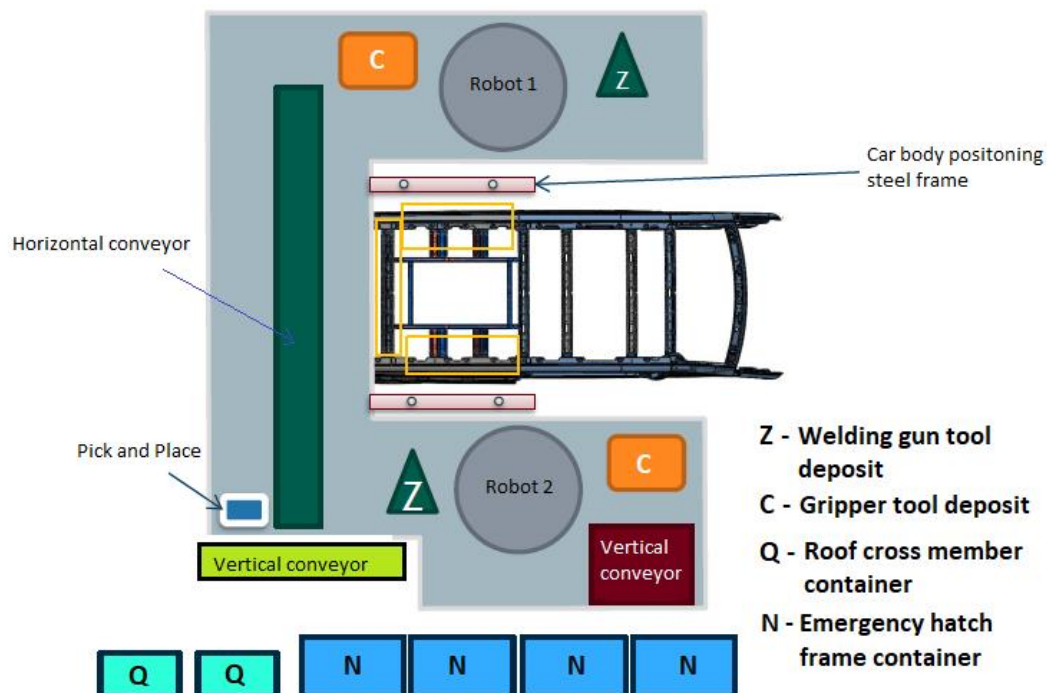 C
Robot 1
Z
Car body positoning
steel frame
Horizontal conveyor
Pick and Place
Z
Robot 2
C
Vertical conveyor
Vertical
conveyor
Z - Welding gun tool
deposit
C - Gripper tool deposit
Q - Roof cross member
container
N - Emergency hatch
frame container
Q
Q
N
N
N
N